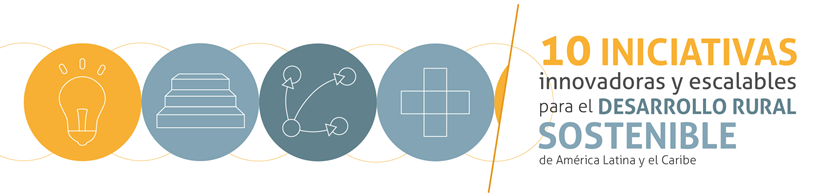 10 INICIATIVAS
innovadoras y escalables
para el DESARROLLO RURAL
SOSTENIBLE
de América Latina y el Caribe